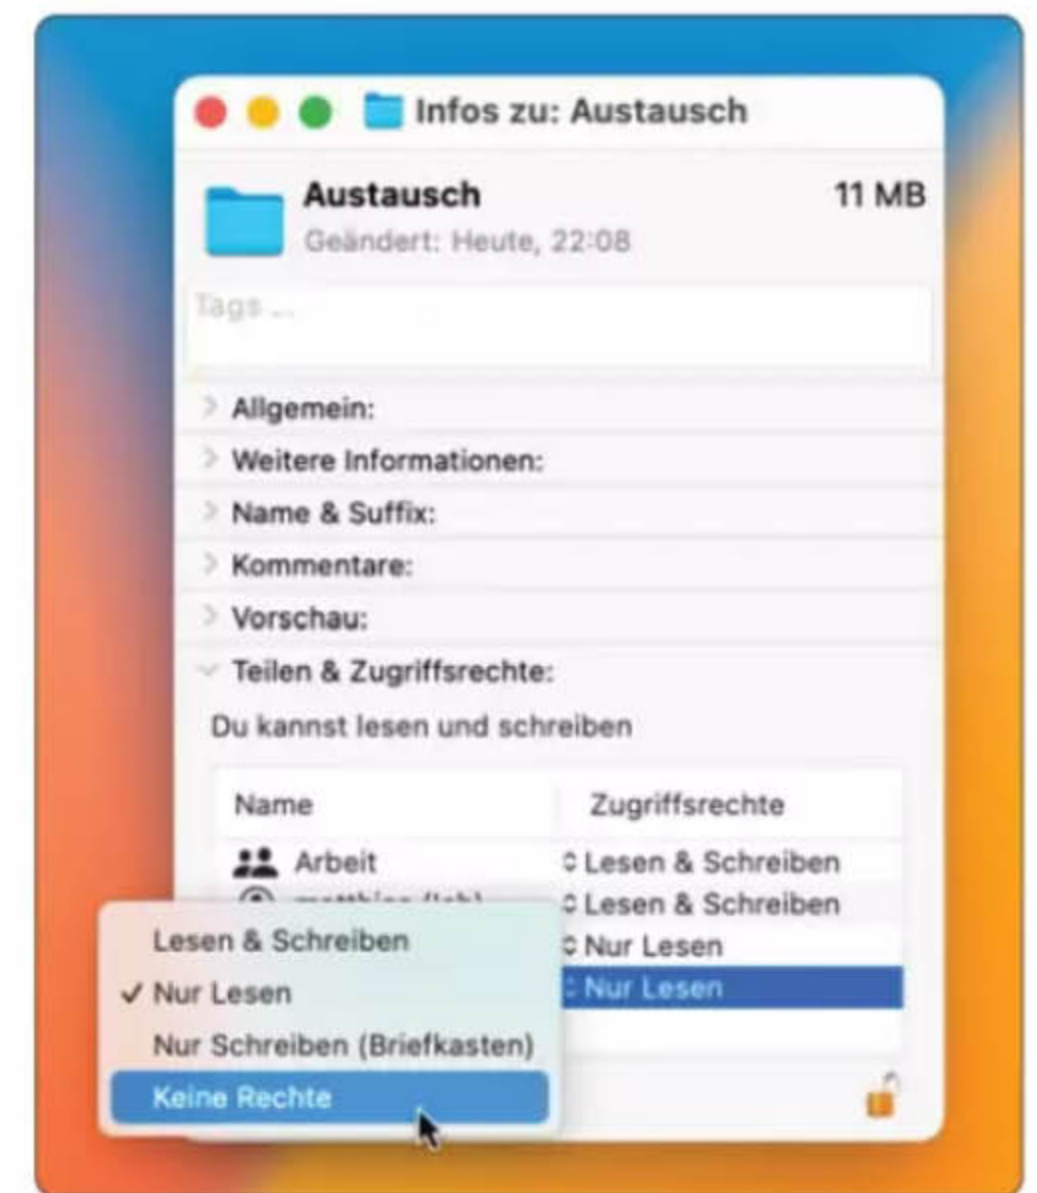 Infos zu: Austausch
Austausch 11 MB
Geändert: Heute, 22:08
Tags ...
Allgemein:
Weitere Informationen:
Name & Suffix:
Kommentare:
Vorschau:
Teilen & Zugriffsrechte:
Du kannst lesen und schreiben
Name Zugriffsrechte
Arbeit Lesen & Schreiben
Lesen & Schreiben
Nur Lesen
Nur Lesen
Lesen & Schreiben
Nur Lesen
Nur Schreiben (Briefkasten)
Keine Rechte